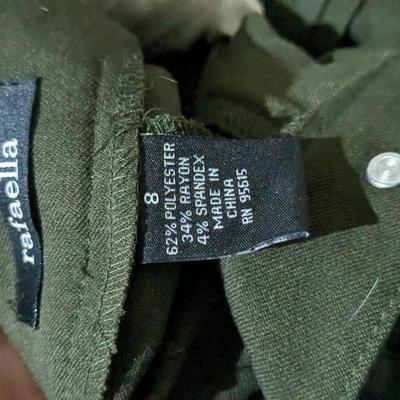 rafaella
8
62% POLYESTER
34% RAYON
4% SPANDEX
MADE IN
CHINA
RN 95615